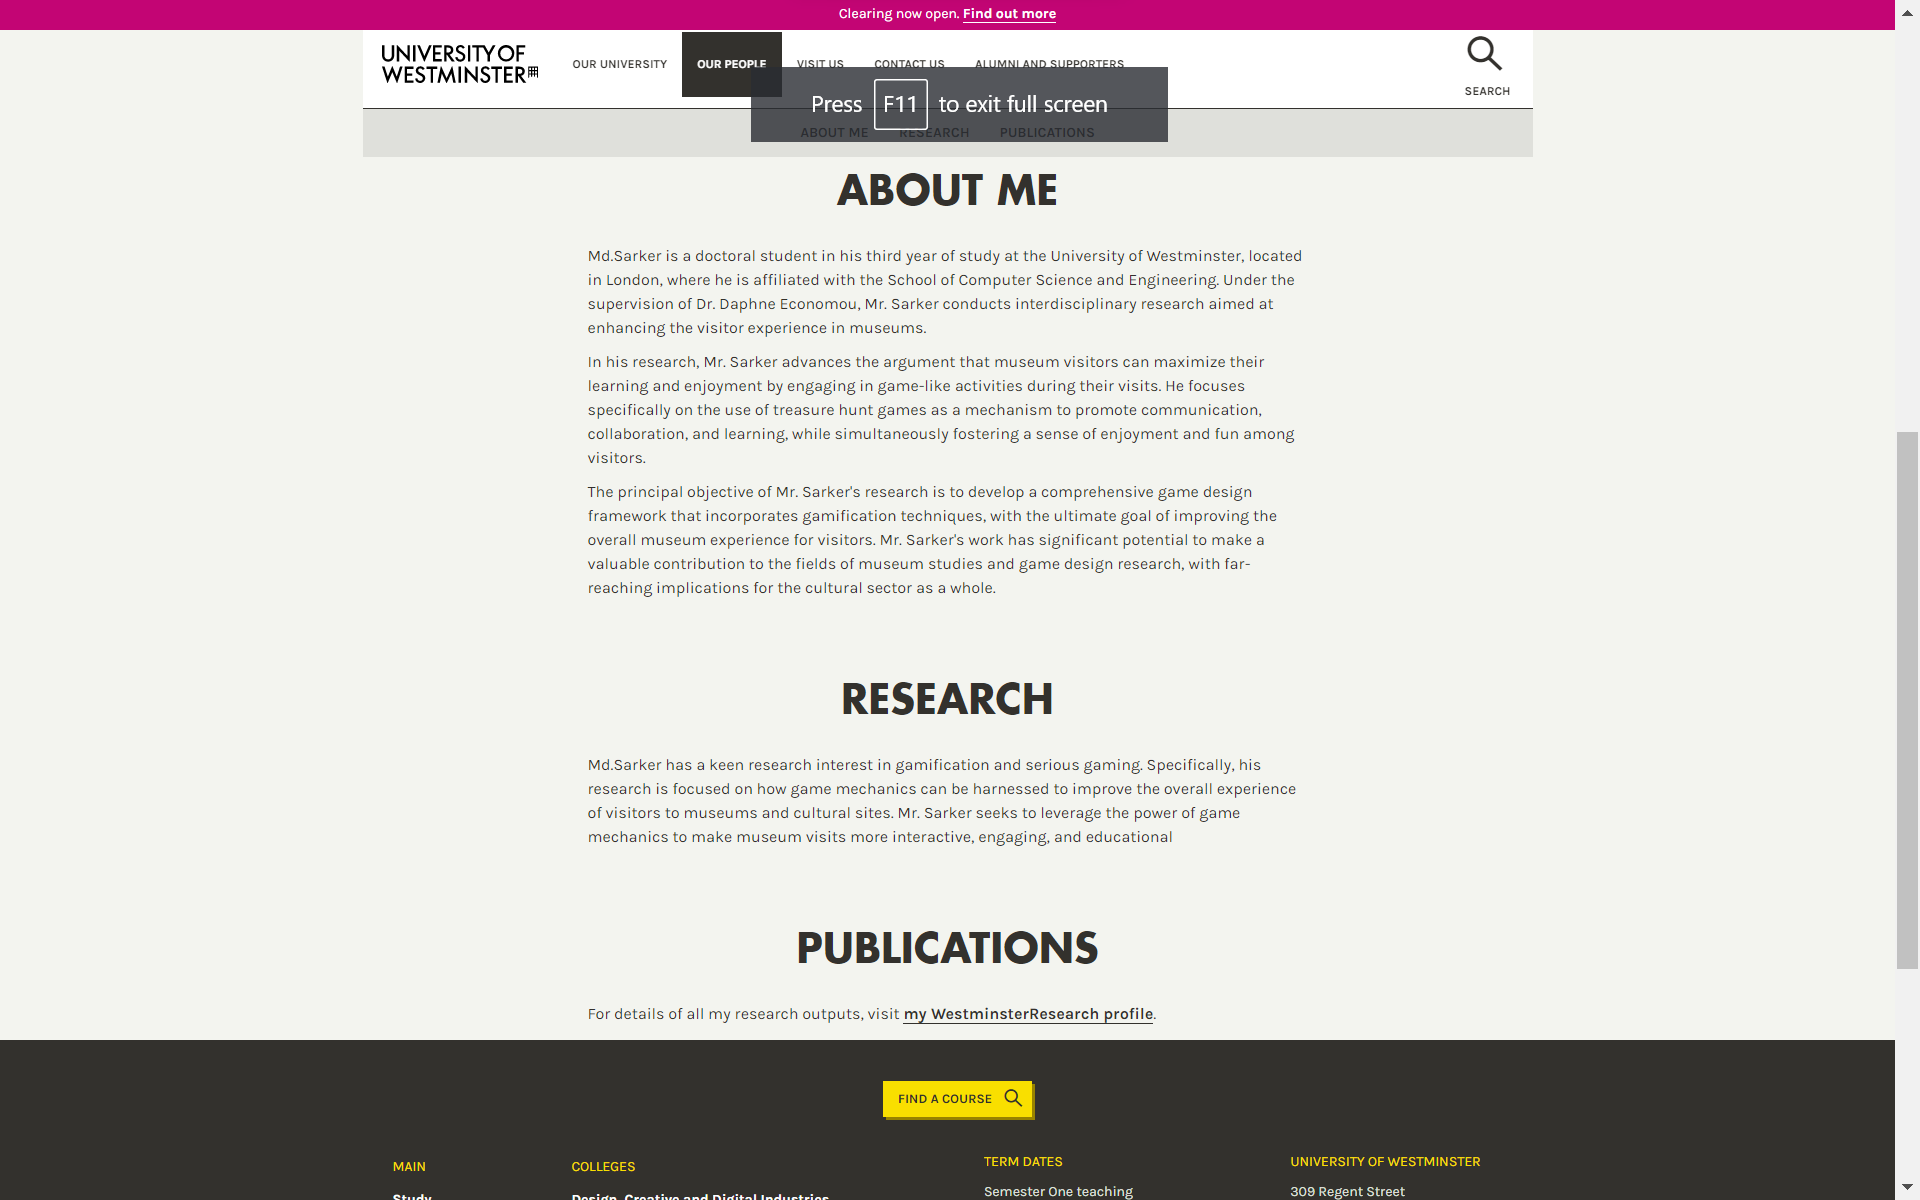 Clearing now open. Find out more
UNIVERSITY OF
WESTMINSTER
OUR UNIVERSITY
OUR PEOPLE
VISIT US
CONTACT US
ALUMNI AND SUPPORTERS
SEARCH
Press F11 to exit full screen
ABOUT ME
RESEARCH
PUBLICATIONS
ABOUT ME
Md.Sarker is a doctoral student in his third year of study at the University of Westminster, located
in London, where he is affiliated with the School of Computer Science and Engineering. Under the
supervision of Dr. Daphne Economou, Mr. Sarker conducts interdisciplinary research aimed at
enhancing the visitor experience in museums.
In his research, Mr. Sarker advances the argument that museum visitors can maximize their
learning and enjoyment by engaging in game-like activities during their visits. He focuses
specifically on the use of treasure hunt games as a mechanism to promote communication,
collaboration, and learning, while simultaneously fostering a sense of enjoyment and fun among
visitors.
The principal objective of Mr. Sarker's research is to develop a comprehensive game design
framework that incorporates gamification techniques, with the ultimate goal of improving the
overall museum experience for visitors. Mr. Sarker's work has significant potential to make a
valuable contribution to the fields of museum studies and game design research, with far-
reaching implications for the cultural sector as a whole.
RESEARCH
Md.Sarker has a keen research interest in gamification and serious gaming. Specifically, his
research is focused on how game mechanics can be harnessed to improve the overall experience
of visitors to museums and cultural sites. Mr. Sarker seeks to leverage the power of game
mechanics to make museum visits more interactive, engaging, and educational
PUBLICATIONS
For details of all my research outputs, visit my WestminsterResearch profile.
FIND A COURSE
MAIN
Study
COLLEGES
Design, Creative and Digital Industries
TERM DATES
Semester One teaching
UNIVERSITY OF WESTMINSTER
309 Regent Street